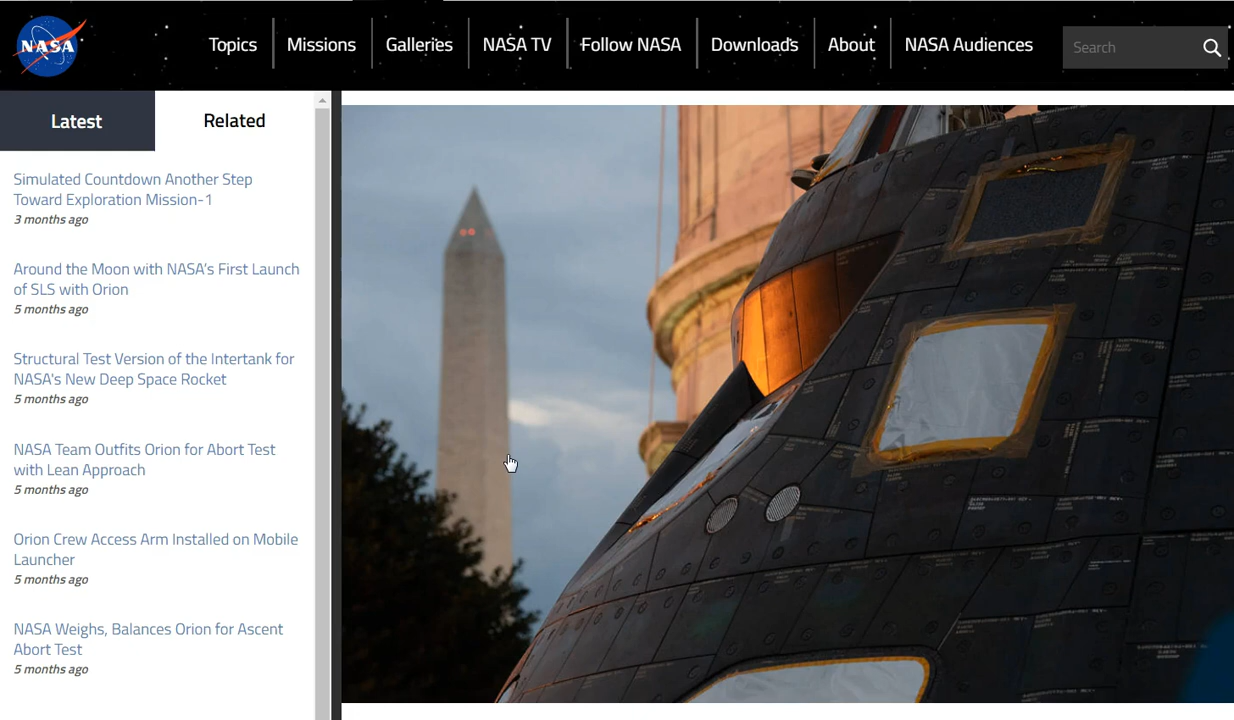 NASA
Topics
Missions
Galleries
NASA TV
Follow NASA
Downloads
About
NASA Audiences
Search
Latest
Related
Simulated Countdown Another Step
Toward Exploration Mission-1
3 months ago
Around the Moon with NASA's First Launch
of SLS with Orion
5 months ago
Structural Test Version of the Intertank for
NASA's New Deep Space Rocket
5 months ago
NASA Team Outfits Orion for Abort Test
with Lean Approach
5 months ago
Orion Crew Access Arm Installed on Mobile
Launcher
5 months ago
NASA Weighs, Balances Orion for Ascent
Abort Test
5 months ago